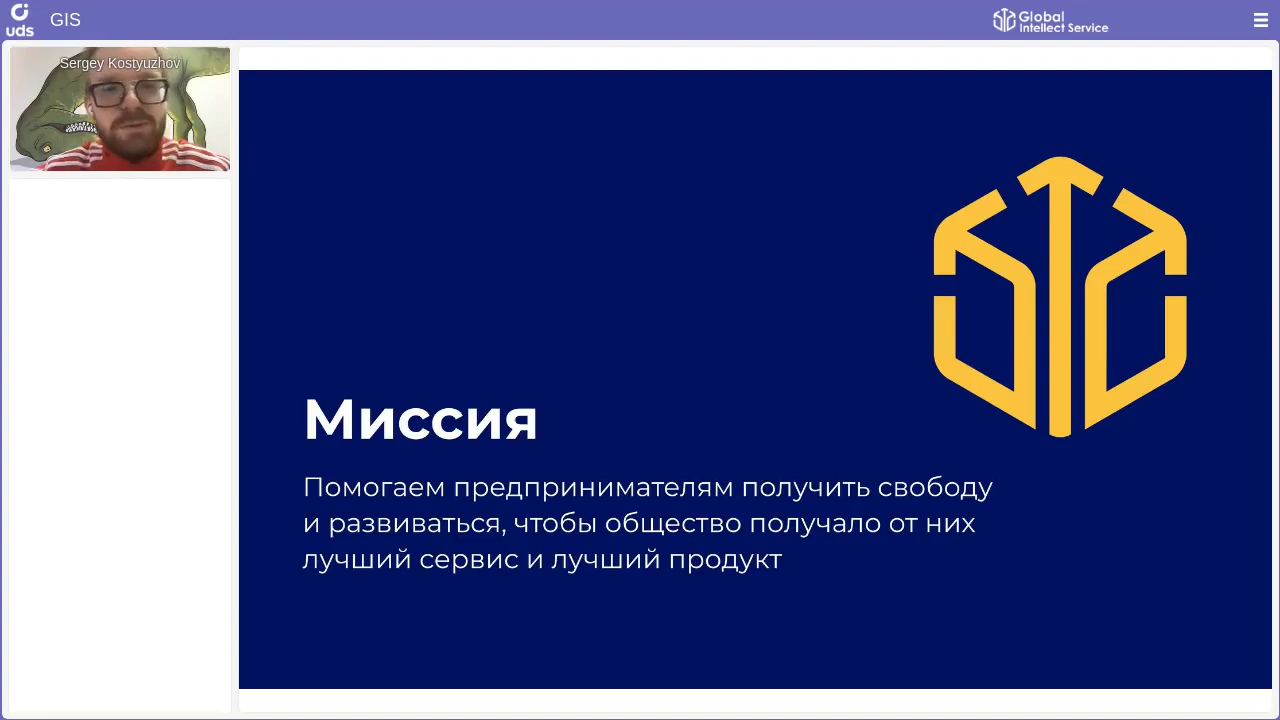 uds
GIS
Global
Intellect Service
Sergey Kostyuzhov
Миссия
Помогаем предпринимателям получить свободу
и развиваться, чтобы общество получало от них
лучший сервис и лучший продукт